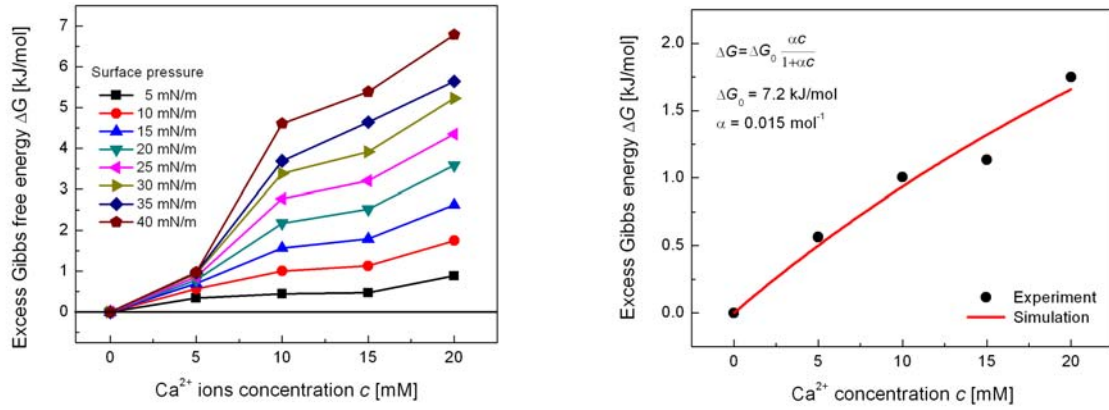 Excess Gibbs free energy ΔG [kJ/mol]
7
6
5
4
3
2
1
0
Surface pressure
5 mN/m
10 mN/m
15 mN/m
20 mN/m
25 mN/m
30 mN/m
35 mN/m
40 mN/m
0 5 10 15 20
Ca²⁺ ions concentration c [mM]
Excess Gibbs energy ΔG [kJ/mol]
2.0
1.5
1.0
0.5
0.0
ΔG=ΔG₀ αc/1+αc
ΔG₀ = 7.2 kJ/mol
α = 0.015 mol⁻¹
Experiment
Simulation
0 5 10 15 20
Ca²⁺ concentration c [mM]